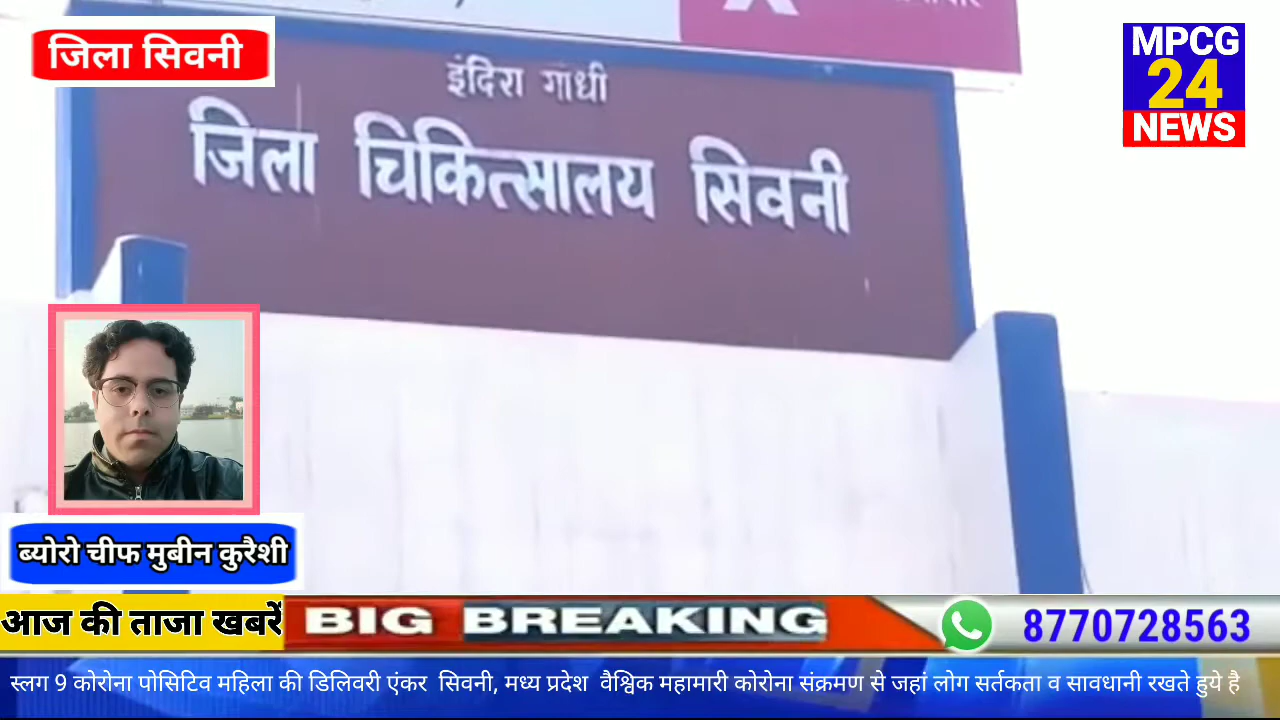 जिला सिवनी
MPCG
24
NEWS
इंदिरा गांधी
जिला चिकित्सालय सिवनी
ब्योरो चीफ मुबीन कुरैशी
आज की ताजा खबरें
BIG BREAKING
8770728563
स्लग 9 कोरोना पोसिटिव महिला की डिलिवरी एंकर सिवनी, मध्य प्रदेश वैश्विक महामारी कोरोना संक्रमण से जहां लोग सर्तकता व सावधानी रखते हुये है